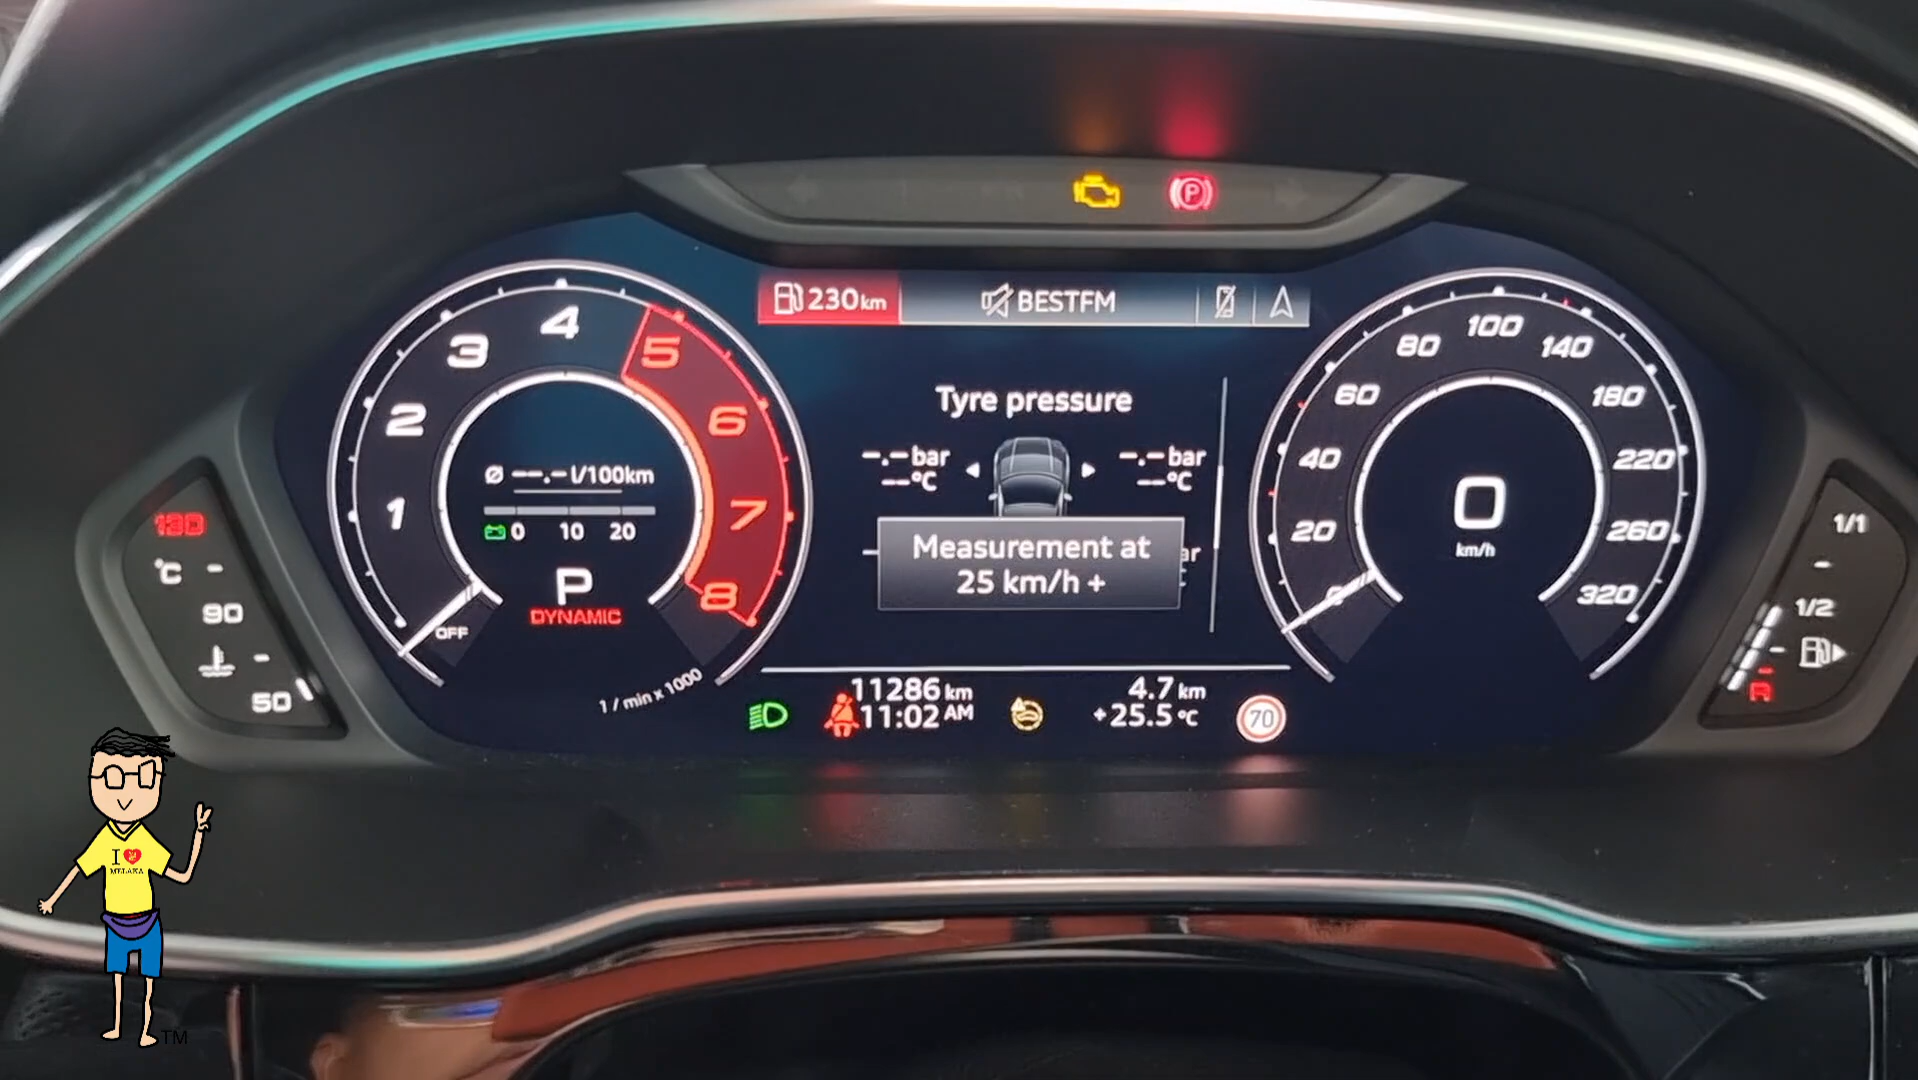 230 km
BESTFM
Tyre pressure
-.- bar
--°C
-.- bar
--°C
Measurement at
25 km/h +
11286 km
4.7 km
11:02 AM
+25.5 °C
70
1
2
3
4
5
6
7
8
OFF
1 / min x 1000
Ø --.- l/100km
0 10 20
P
DYNAMIC
0
20
40
60
80
100
140
180
220
260
320
0
km/h
130
°C
90
50
1/1
1/2
R
P
I
MELAKA
TM